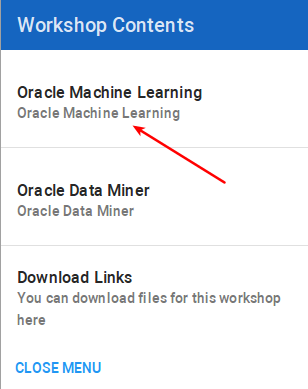 Workshop Contents
Oracle Machine Learning
Oracle Machine Learning
Oracle Data Miner
Oracle Data Miner
Download Links
You can download files for this workshop
here
CLOSE MENU